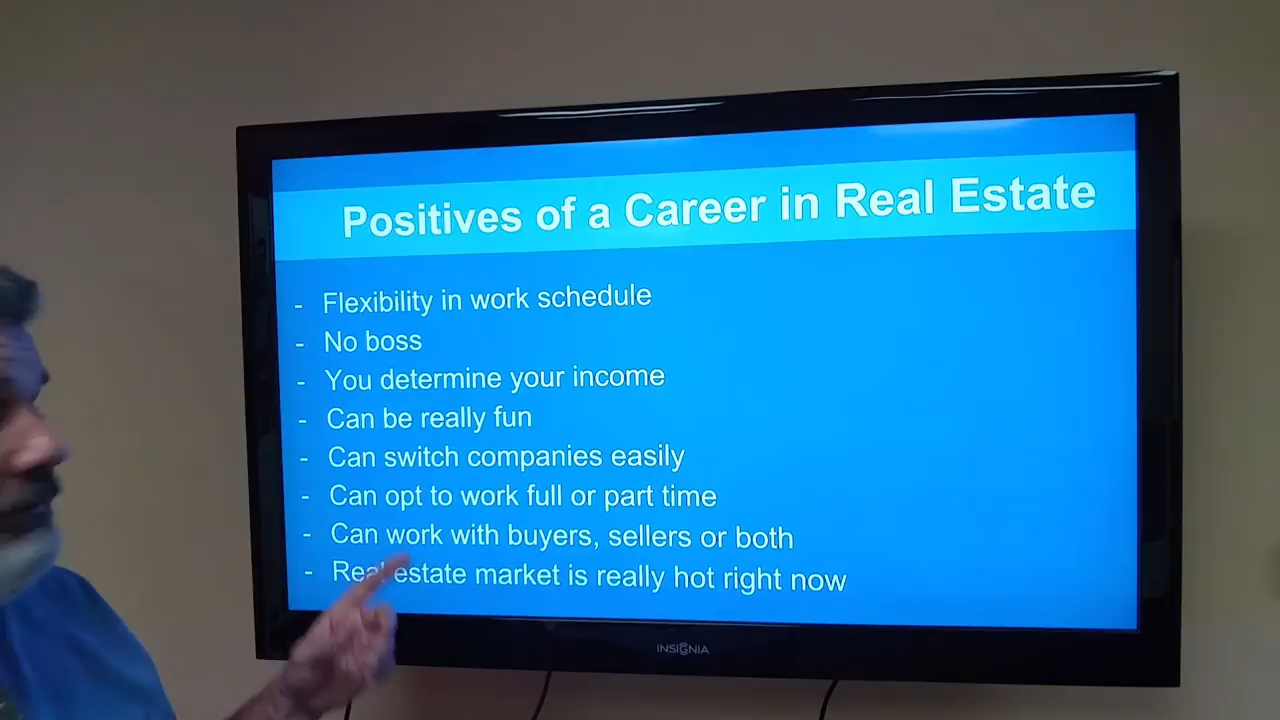 Positives of a Career in Real Estate
- Flexibility in work schedule
- No boss
- You determine your income
- Can be really fun
- Can switch companies easily
- Can opt to work full or part time
- Can work with buyers, sellers or both
- Real estate market is really hot right now
INSIGNIA